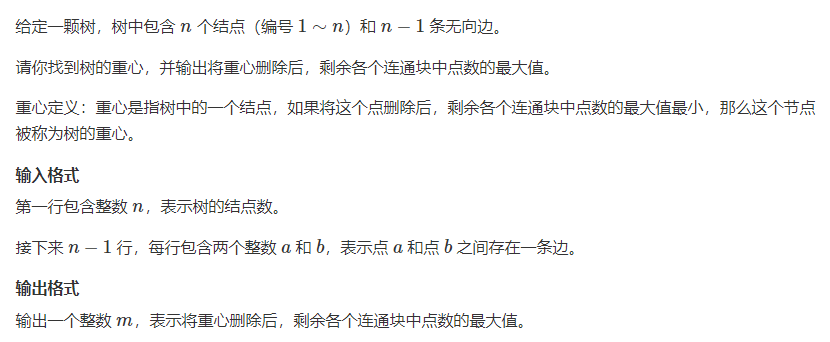 给定一颗树，树中包含 n 个结点（编号 1 ~ n）和 n − 1 条无向边。
请你找到树的重心，并输出将重心删除后，剩余各个连通块中点数的最大值。
重心定义：重心是指树中的一个结点，如果将这个点删除后，剩余各个连通块中点数的最大值最小，那么这个节点
被称为树的重心。
输入格式
第一行包含整数 n，表示树的结点数。
接下来 n − 1 行，每行包含两个整数 a 和 b，表示点 a 和点 b 之间存在一条边。
输出格式
输出一个整数 m，表示将重心删除后，剩余各个连通块中点数的最大值。